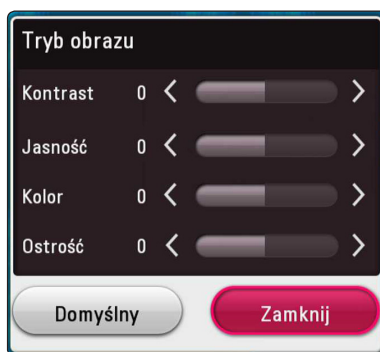 Tryb obrazu
Kontrast 0
Jasność 0
Kolor 0
Ostrość 0
Domyślny Zamknij